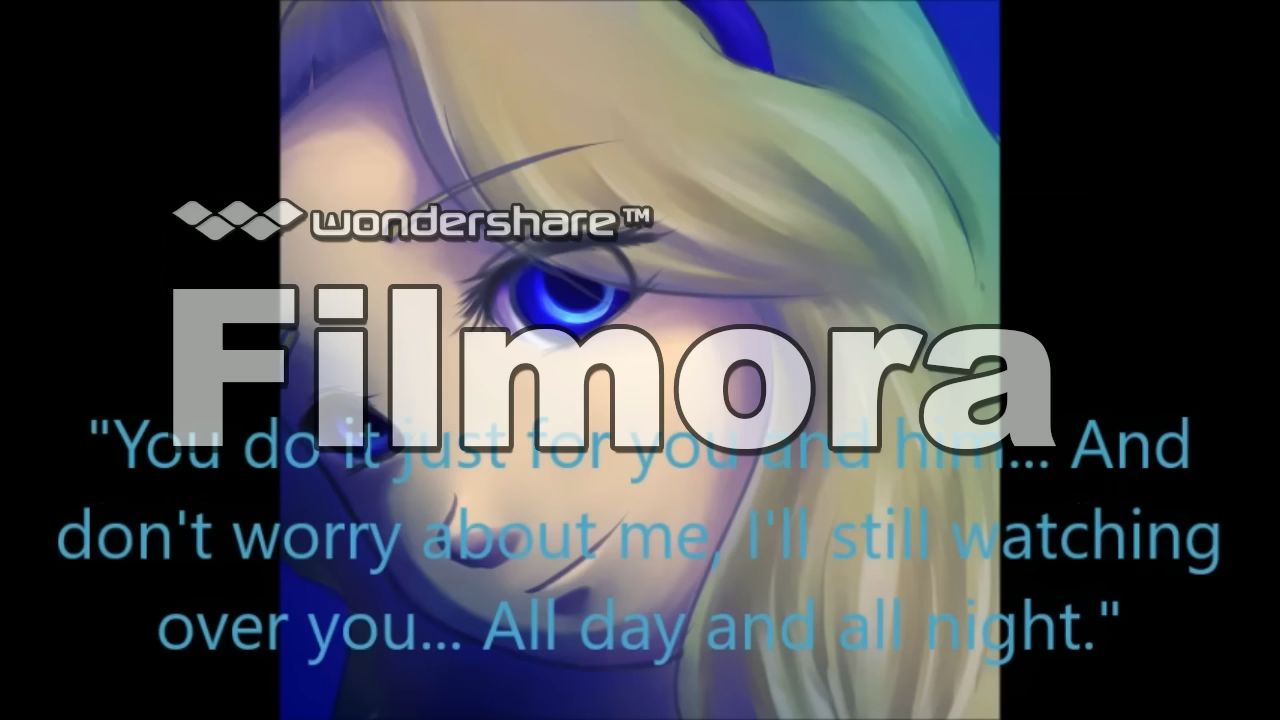 wondershare™
Filmora
"You do it just for you and him... And
don't worry about me, I'll still watching
over you... All day and all night."